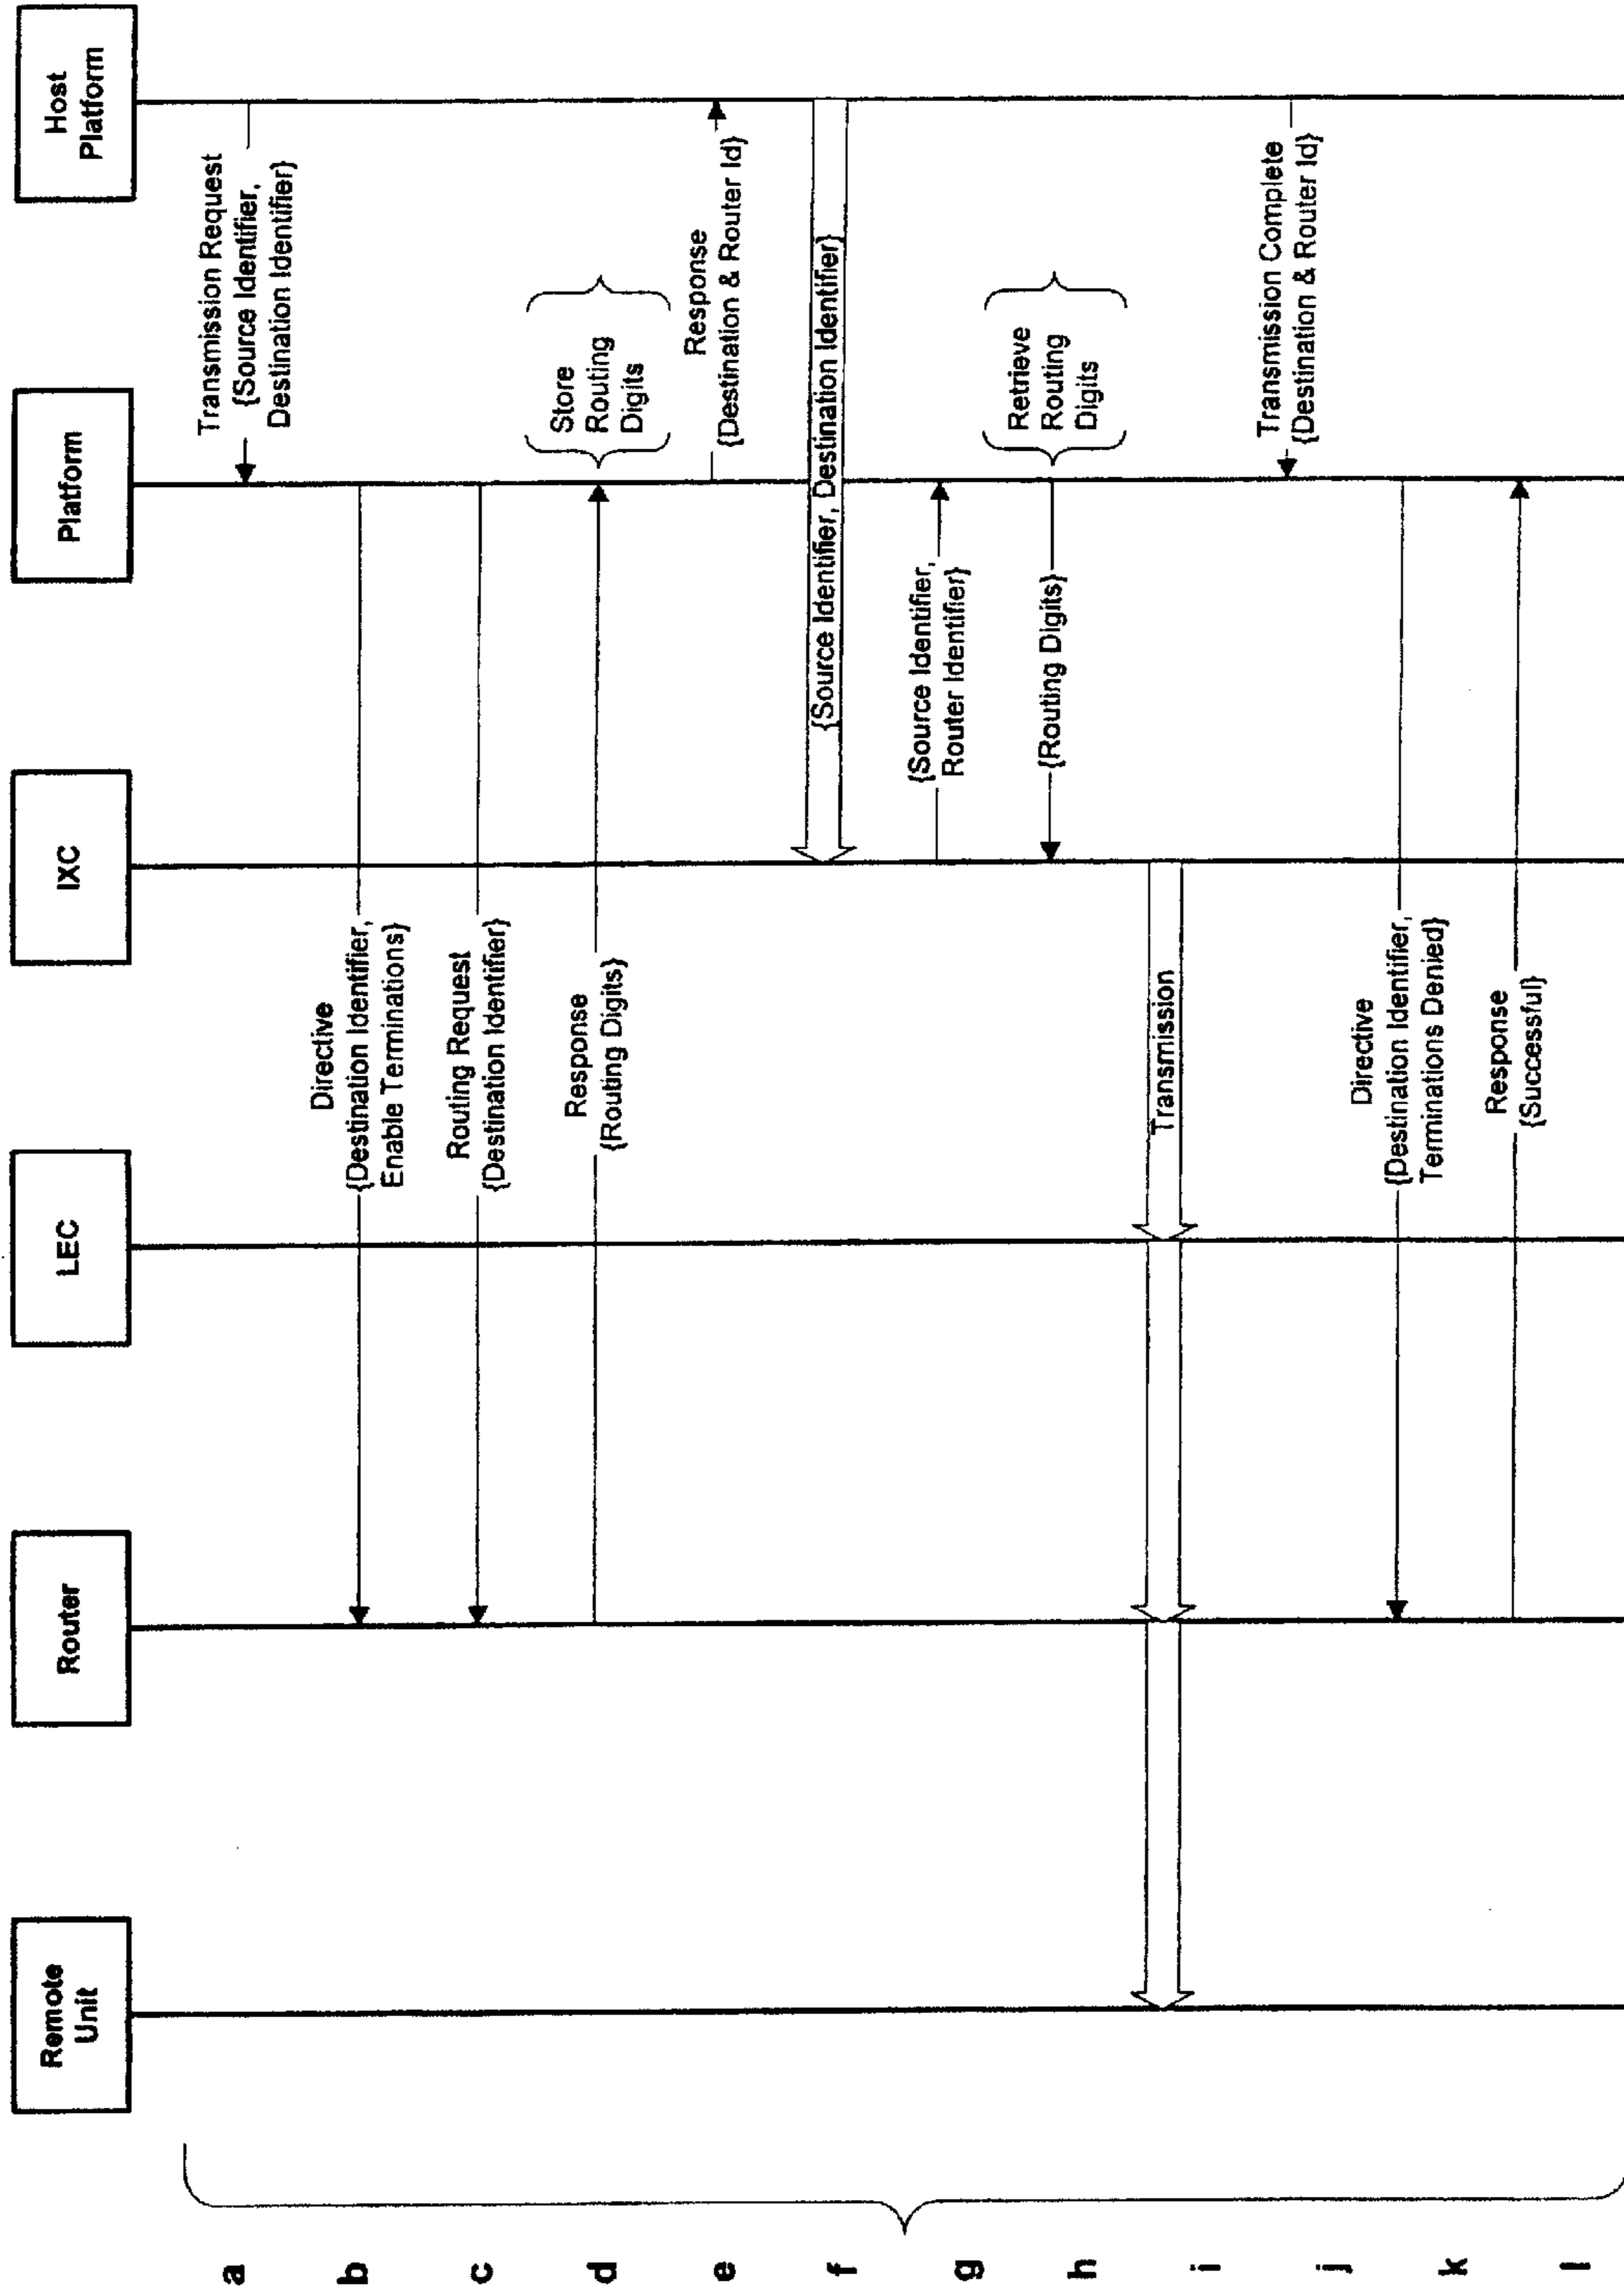 Remote
Unit
Router
LEC
IXC
Platform
Host
Platform
a
Transmission Request
{Source Identifier,
Destination Identifier}
b
Directive
{Destination Identifier,
Enable Terminations}
c
Routing Request
{Destination Identifier}
d
Response
{Routing Digits}
Store
Routing
Digits
e
Response
{Destination & Router Id}
f
{Source Identifier, Destination Identifier}
g
{Source Identifier,
Router Identifier}
h
{Routing Digits}
Retrieve
Routing
Digits
i
Transmission
j
Transmission Complete
{Destination & Router Id}
k
Directive
{Destination Identifier,
Terminations Denied}
l
Response
{Successful}